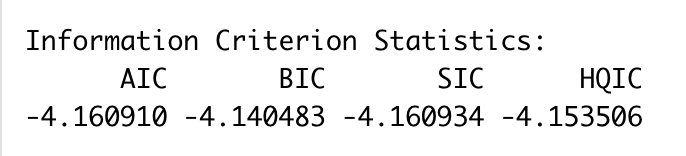 Information Criterion Statistics:
AIC BIC SIC HQIC
-4.160910 -4.140483 -4.160934 -4.153506